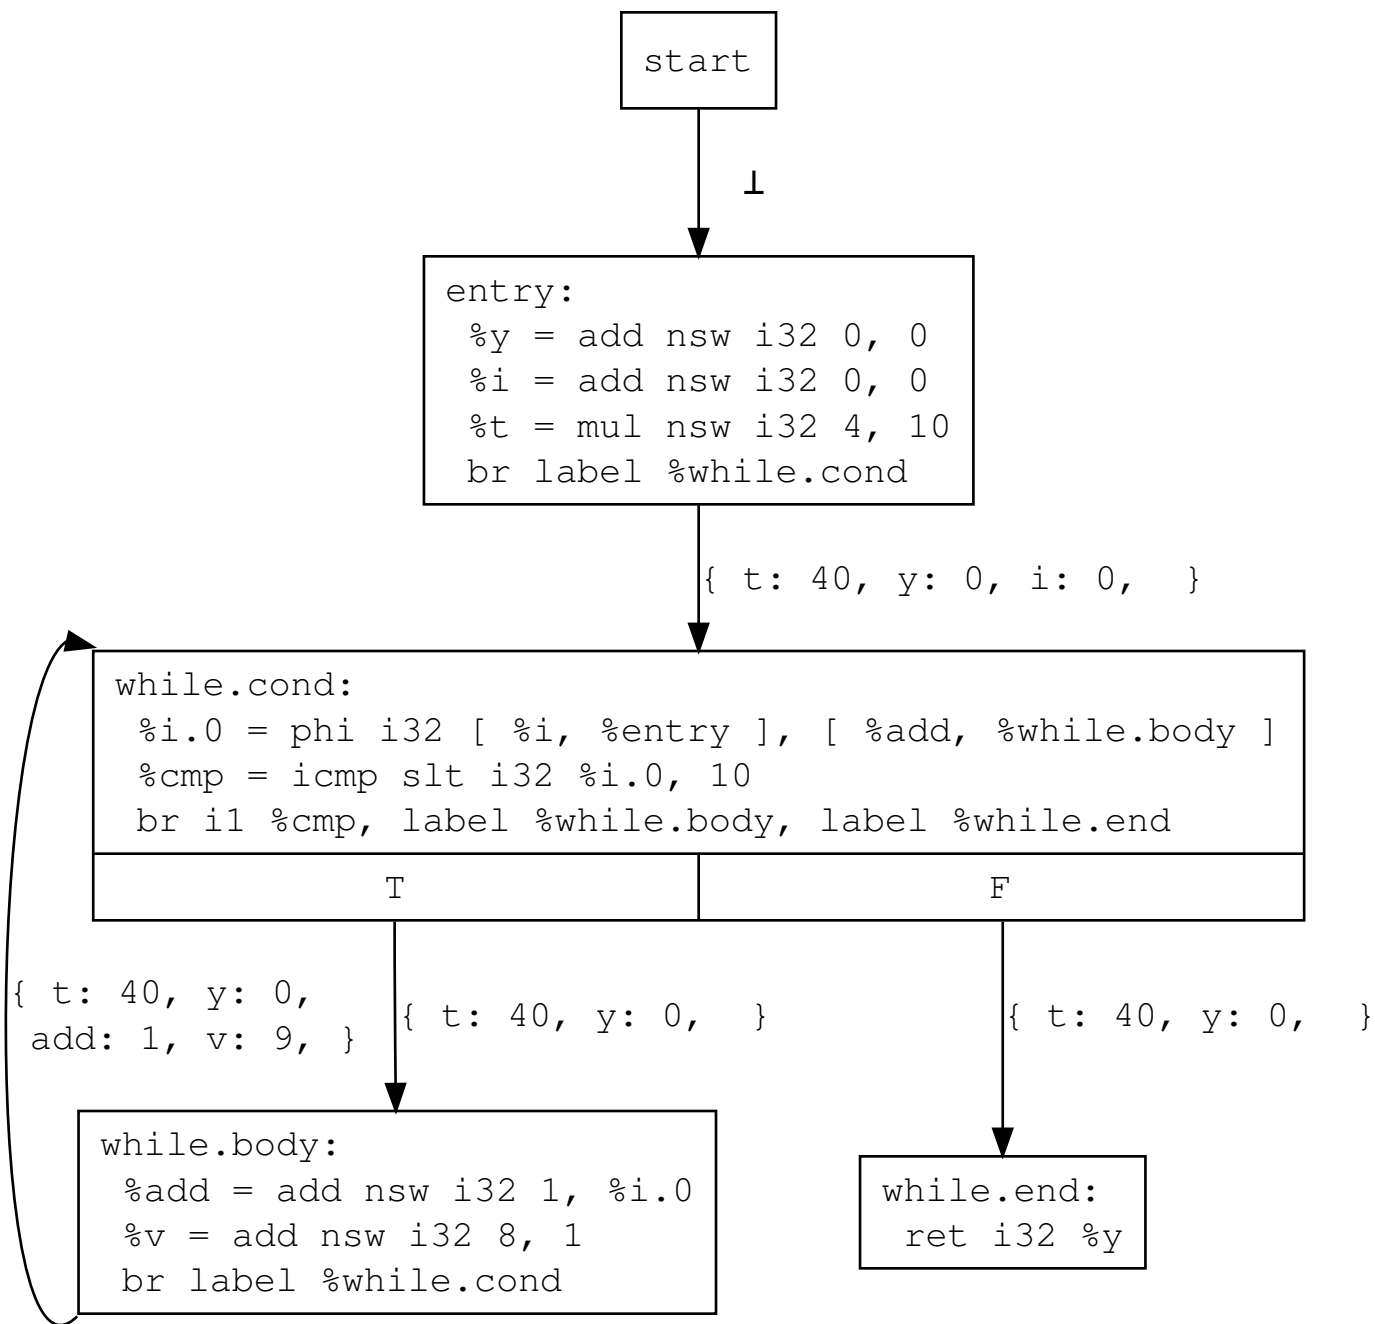 start
⊥
entry:
%y = add nsw i32 0, 0
%i = add nsw i32 0, 0
%t = mul nsw i32 4, 10
br label %while.cond
{ t: 40, y: 0, i: 0,  }
while.cond:
%i.0 = phi i32 [ %i, %entry ], [ %add, %while.body ]
%cmp = icmp slt i32 %i.0, 10
br i1 %cmp, label %while.body, label %while.end
T
F
{ t: 40, y: 0,
add: 1, v: 9, }
{ t: 40, y: 0,  }
{ t: 40, y: 0,  }
while.body:
%add = add nsw i32 1, %i.0
%v = add nsw i32 8, 1
br label %while.cond
while.end:
ret i32 %y